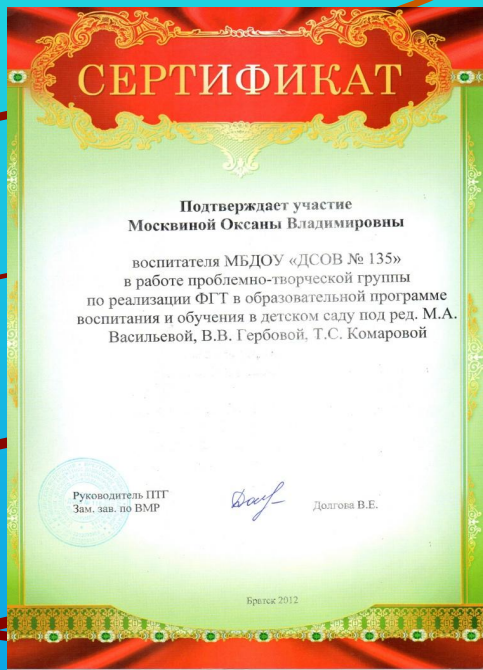 СЕРТИФИКАТ
Подтверждает участие
Москвиной Оксаны Владимировны
воспитателя МБДОУ «ДСОВ № 135»
в работе проблемно-творческой группы
по реализации ФГТ в образовательной программе
воспитания и обучения в детском саду под ред. М.А.
Васильевой, В.В. Гербовой, Т.С. Комаровой
Руководитель ПТГ
Зам. зав. по ВМР
Долгова В.Е.
Братск 2012